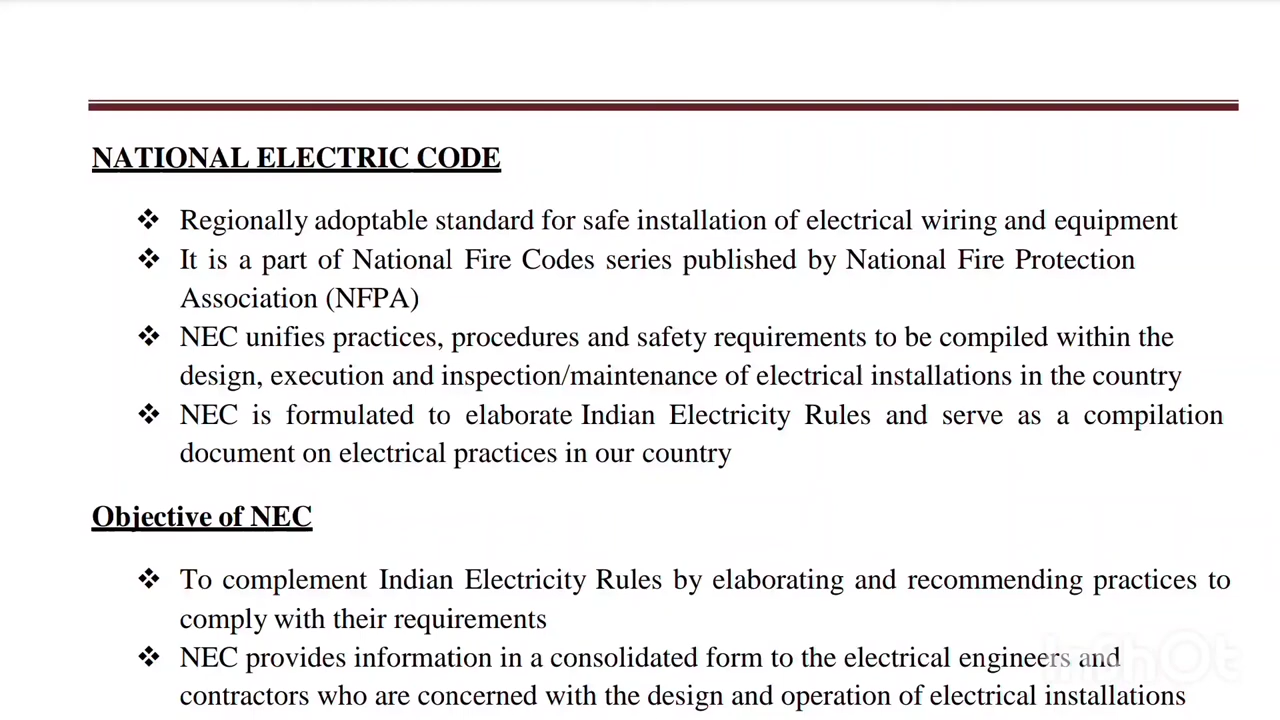 NATIONAL ELECTRIC CODE
❖ Regionally adoptable standard for safe installation of electrical wiring and equipment
❖ It is a part of National Fire Codes series published by National Fire Protection
Association (NFPA)
❖ NEC unifies practices, procedures and safety requirements to be compiled within the
design, execution and inspection/maintenance of electrical installations in the country
❖ NEC is formulated to elaborate Indian Electricity Rules and serve as a compilation
document on electrical practices in our country
Objective of NEC
❖ To complement Indian Electricity Rules by elaborating and recommending practices to
comply with their requirements
❖ NEC provides information in a consolidated form to the electrical engineers and
contractors who are concerned with the design and operation of electrical installations
InShOt